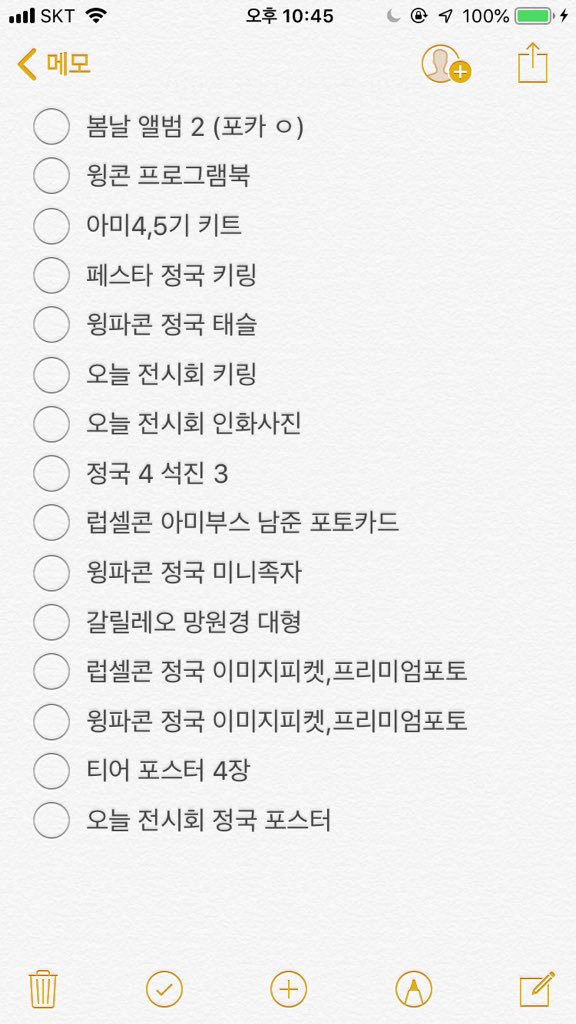 SKT 오후 10:45 100%
메모
봄날 앨범 2 (포카 ㅇ)
윙콘 프로그램북
아미4,5기 키트
페스타 정국 키링
윙파콘 정국 태슬
오늘 전시회 키링
오늘 전시회 인화사진
정국 4 석진 3
럽셀콘 아미부스 남준 포토카드
윙파콘 정국 미니족자
갈릴레오 망원경 대형
럽셀콘 정국 이미지피켓,프리미엄포토
윙파콘 정국 이미지피켓,프리미엄포토
티어 포스터 4장
오늘 전시회 정국 포스터